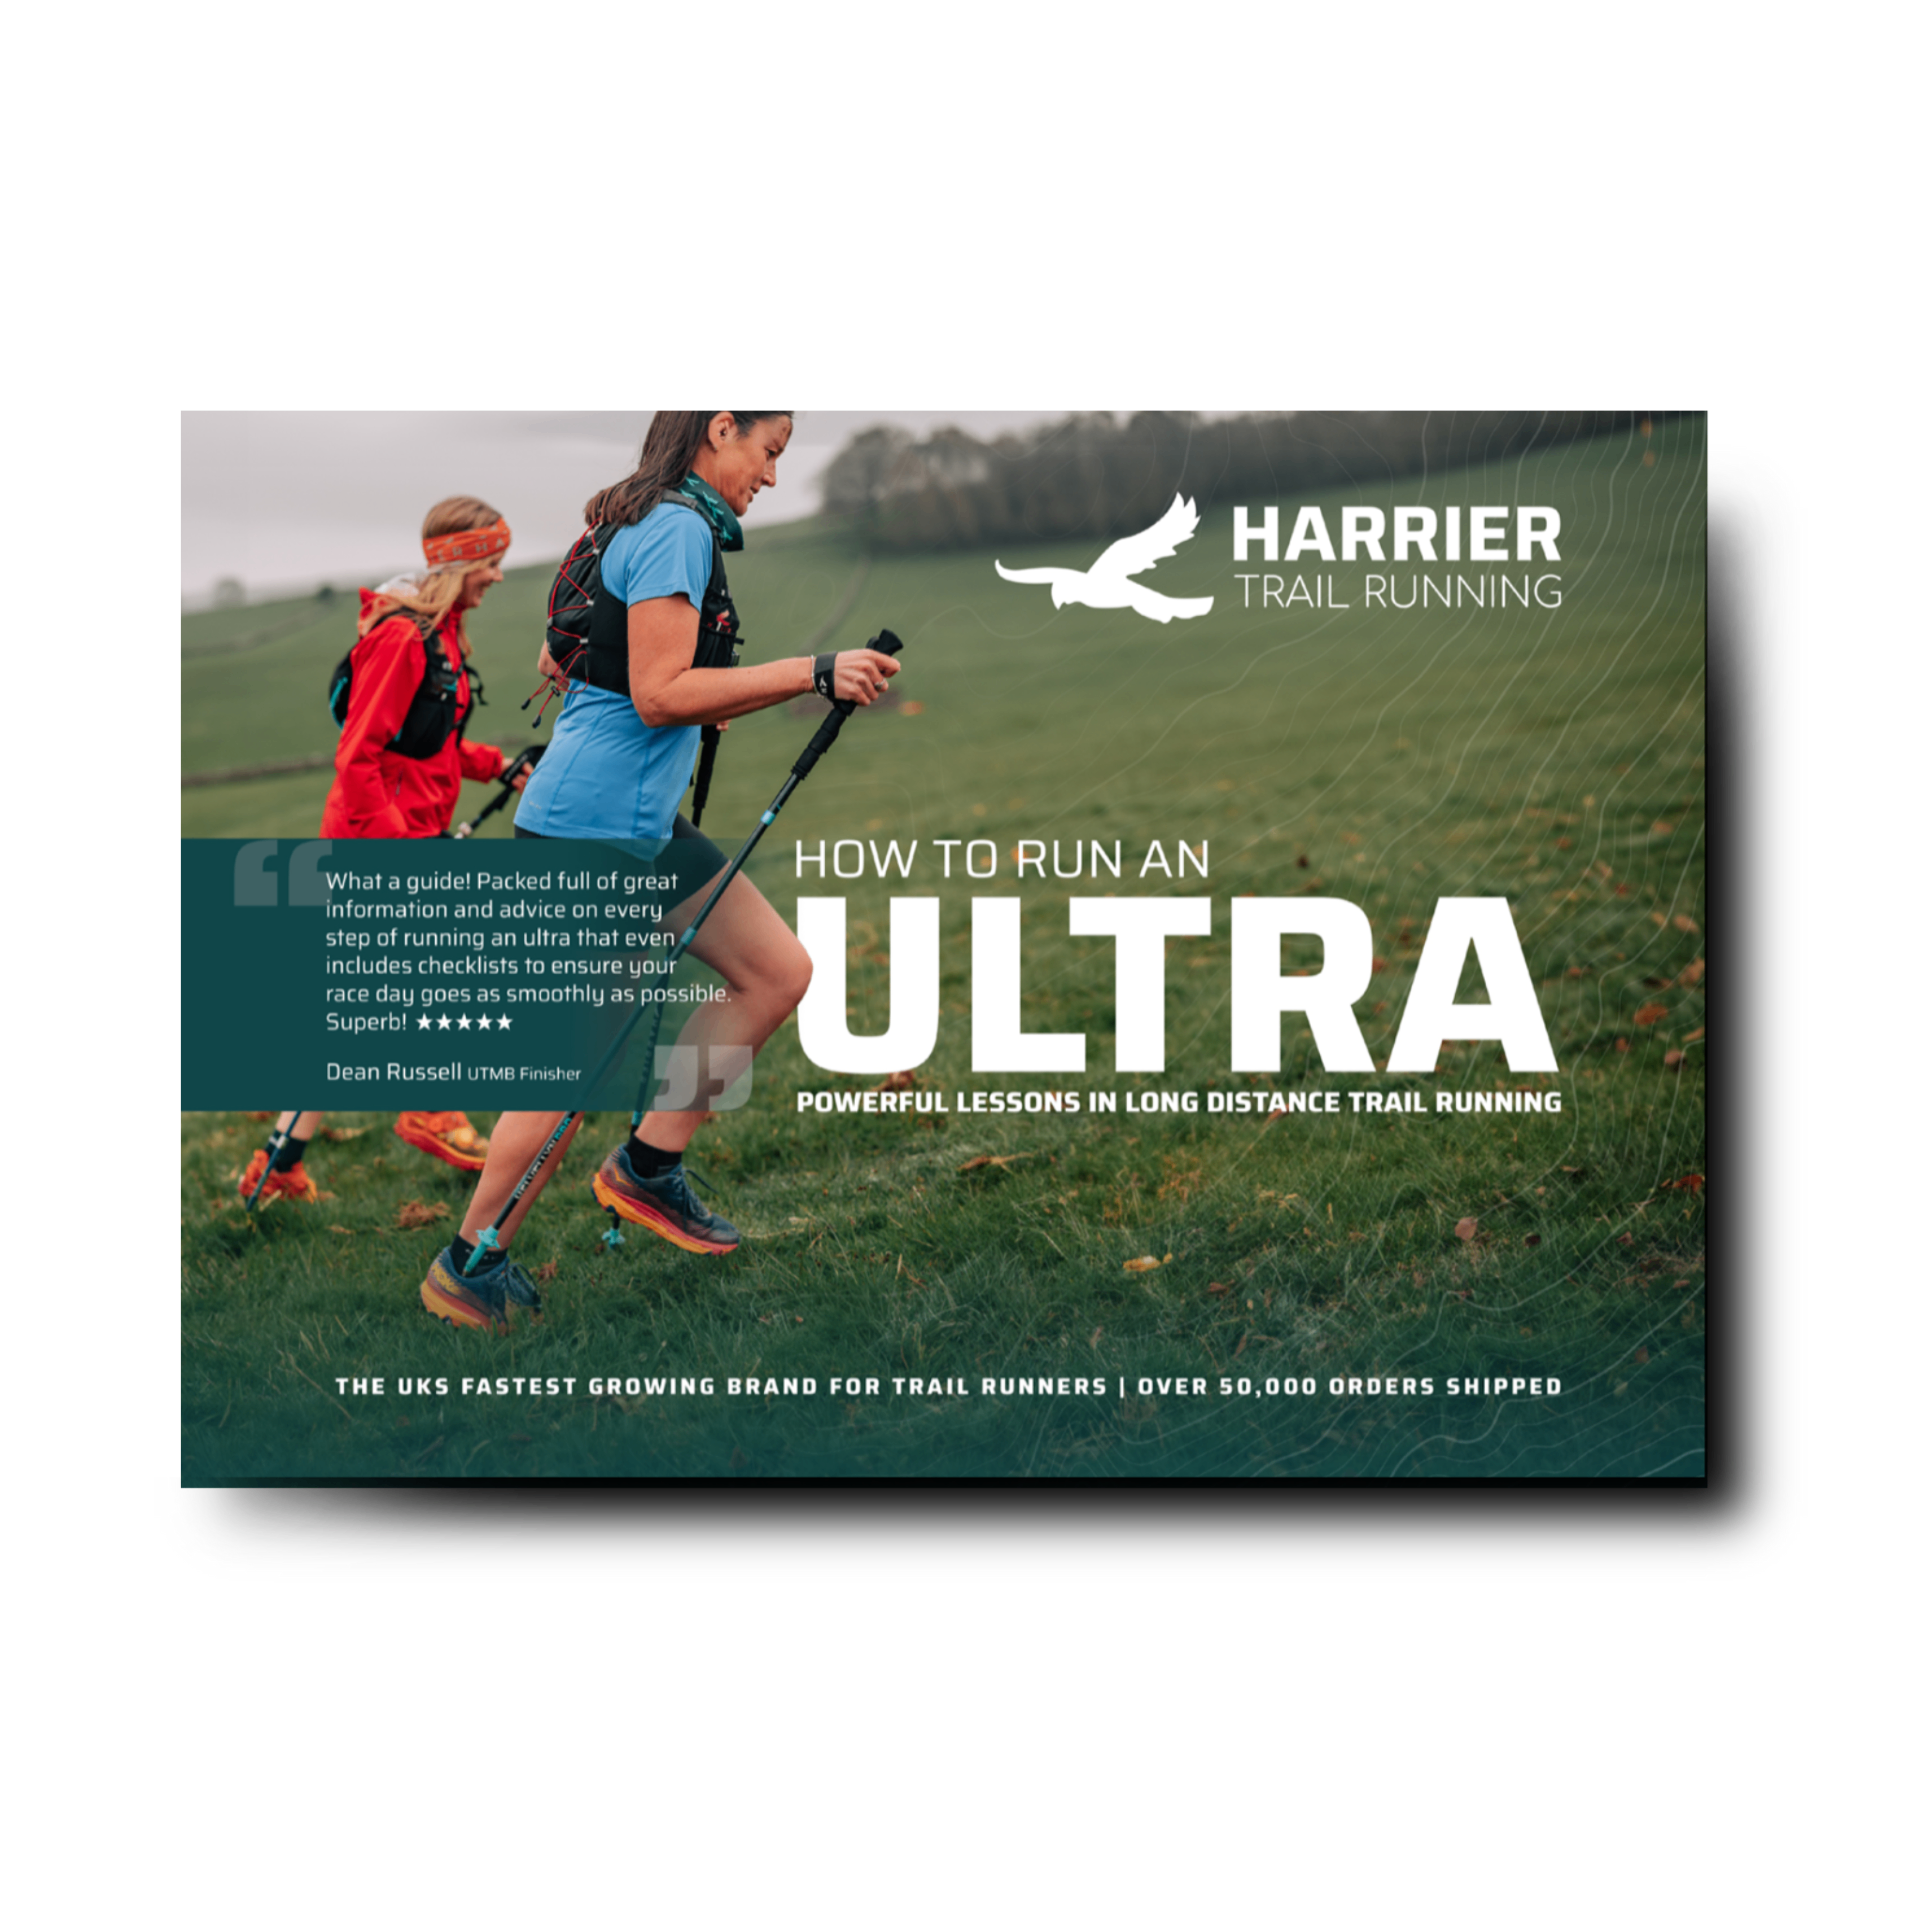 HARRIER
TRAIL RUNNING
HOW TO RUN AN
ULTRA
POWERFUL LESSONS IN LONG DISTANCE TRAIL RUNNING
What a guide! Packed full of great
information and advice on every
step of running an ultra that even
includes checklists to ensure your
race day goes as smoothly as possible.
Superb! ★★★★★
Dean Russell UTMB Finisher
THE UKS FASTEST GROWING BRAND FOR TRAIL RUNNERS | OVER 50,000 ORDERS SHIPPED